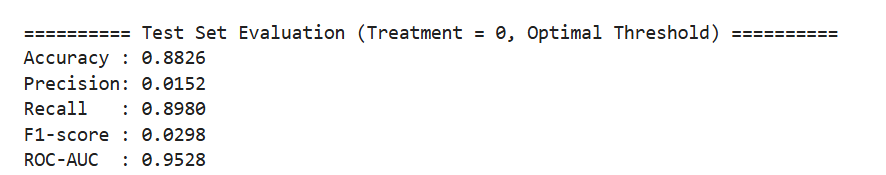 ========== Test Set Evaluation (Treatment = 0, Optimal Threshold) ==========
Accuracy : 0.8826
Precision: 0.0152
Recall   : 0.8980
F1-score : 0.0298
ROC-AUC  : 0.9528